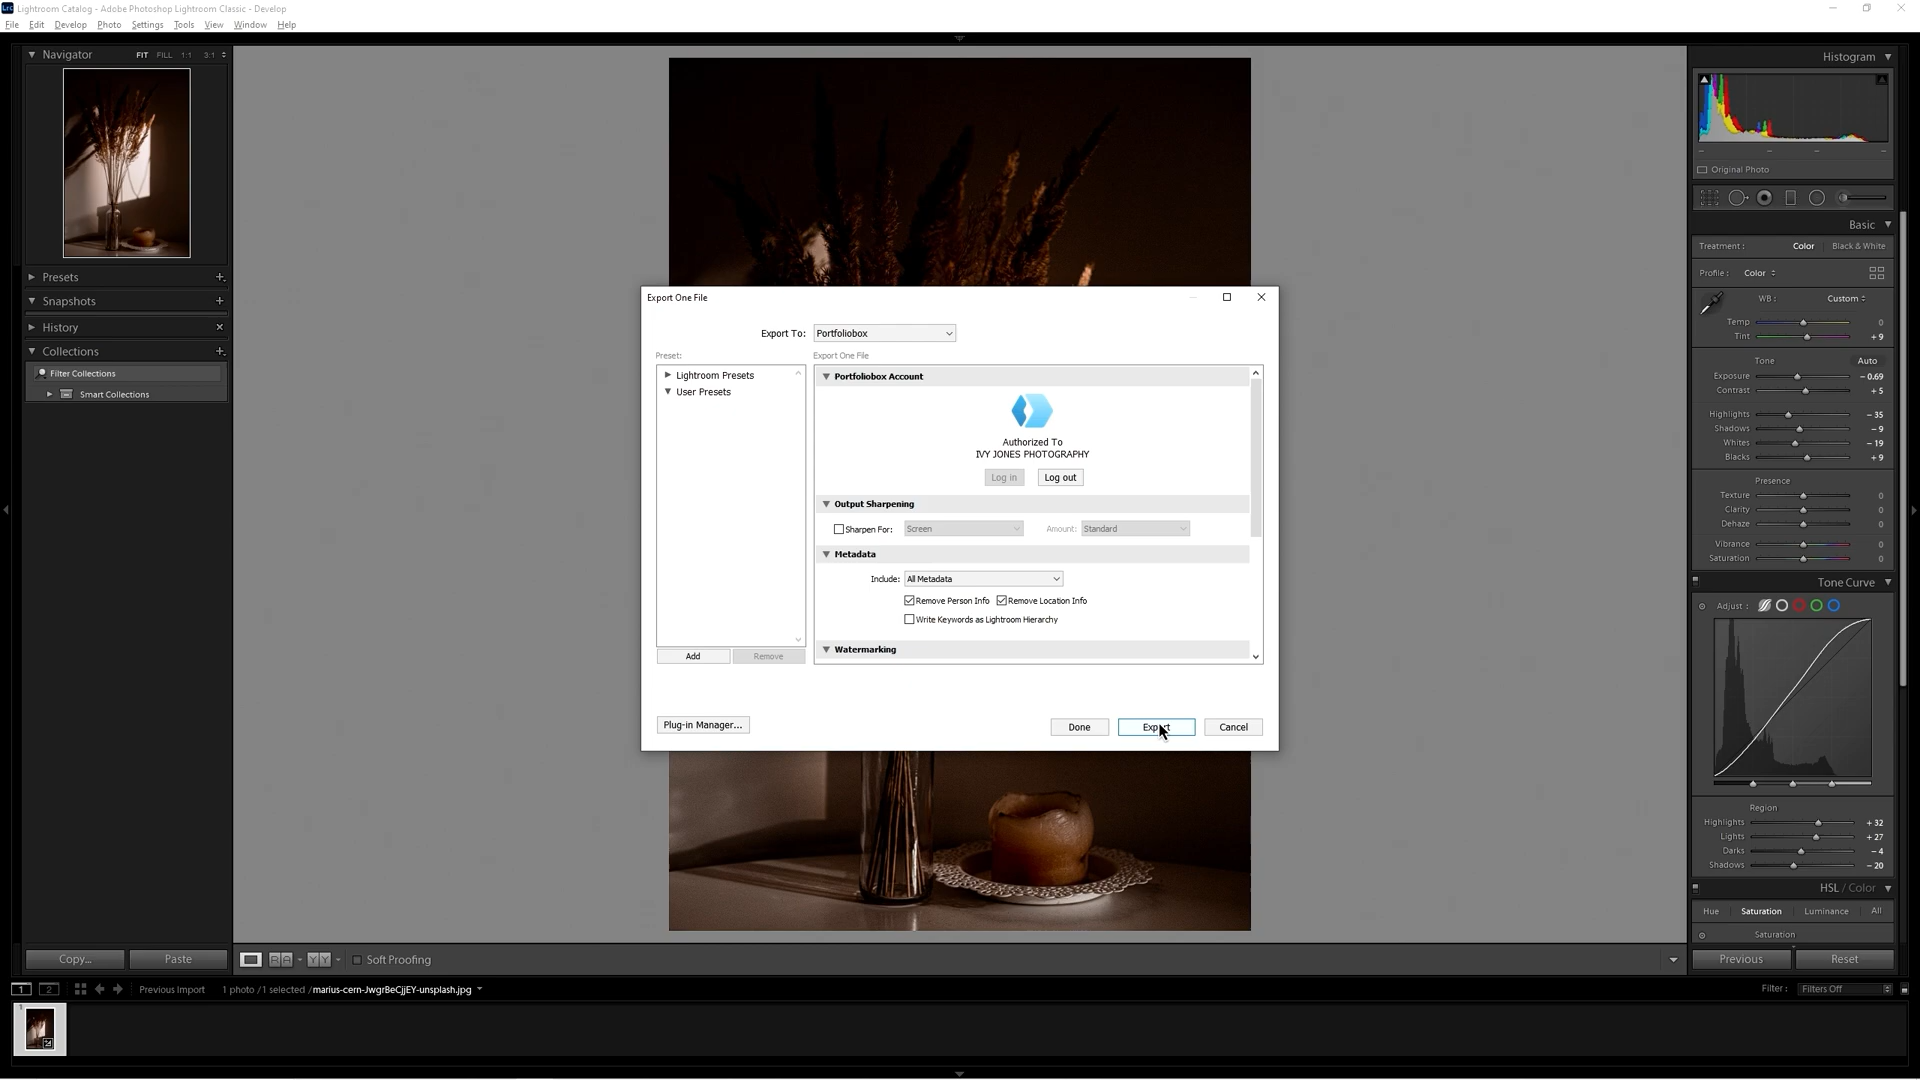 Lrc Lightroom Catalog - Adobe Photoshop Lightroom Classic - Develop
File Edit Develop Photo Settings Tools View Window Help
Navigator FIT FILL 1:1 3:1
Presets
Snapshots
History
Collections
Filter Collections
Smart Collections
Copy... Paste
Export One File
Export To: Portfoliobox
Preset:
Lightroom Presets
User Presets
Add Remove
Plug-in Manager...
Export One File
Portfoliobox Account
Authorized To
IVY JONES PHOTOGRAPHY
Log in Log out
Output Sharpening
Sharpen For: Screen Amount: Standard
Metadata
Include: All Metadata
Remove Person Info Remove Location Info
Write Keywords as Lightroom Hierarchy
Watermarking
Done Export Cancel
Soft Proofing
Histogram
Original Photo
Basic
Treatment : Color Black & White
Profile : Color
WB : Custom
Temp 0
Tint + 9
Tone Auto
Exposure − 0.69
Contrast + 5
Highlights − 35
Shadows − 9
Whites − 19
Blacks + 9
Presence
Texture 0
Clarity 0
Dehaze 0
Vibrance 0
Saturation 0
Tone Curve
Adjust :
Region
Highlights + 32
Lights + 27
Darks − 4
Shadows − 20
HSL / Color
Hue Saturation Luminance All
Saturation
Previous Reset
1 2 Previous Import 1 photo / 1 selected / marius-cern-JwgrBeCjjEY-unsplash.jpg
Filter : Filters Off
1